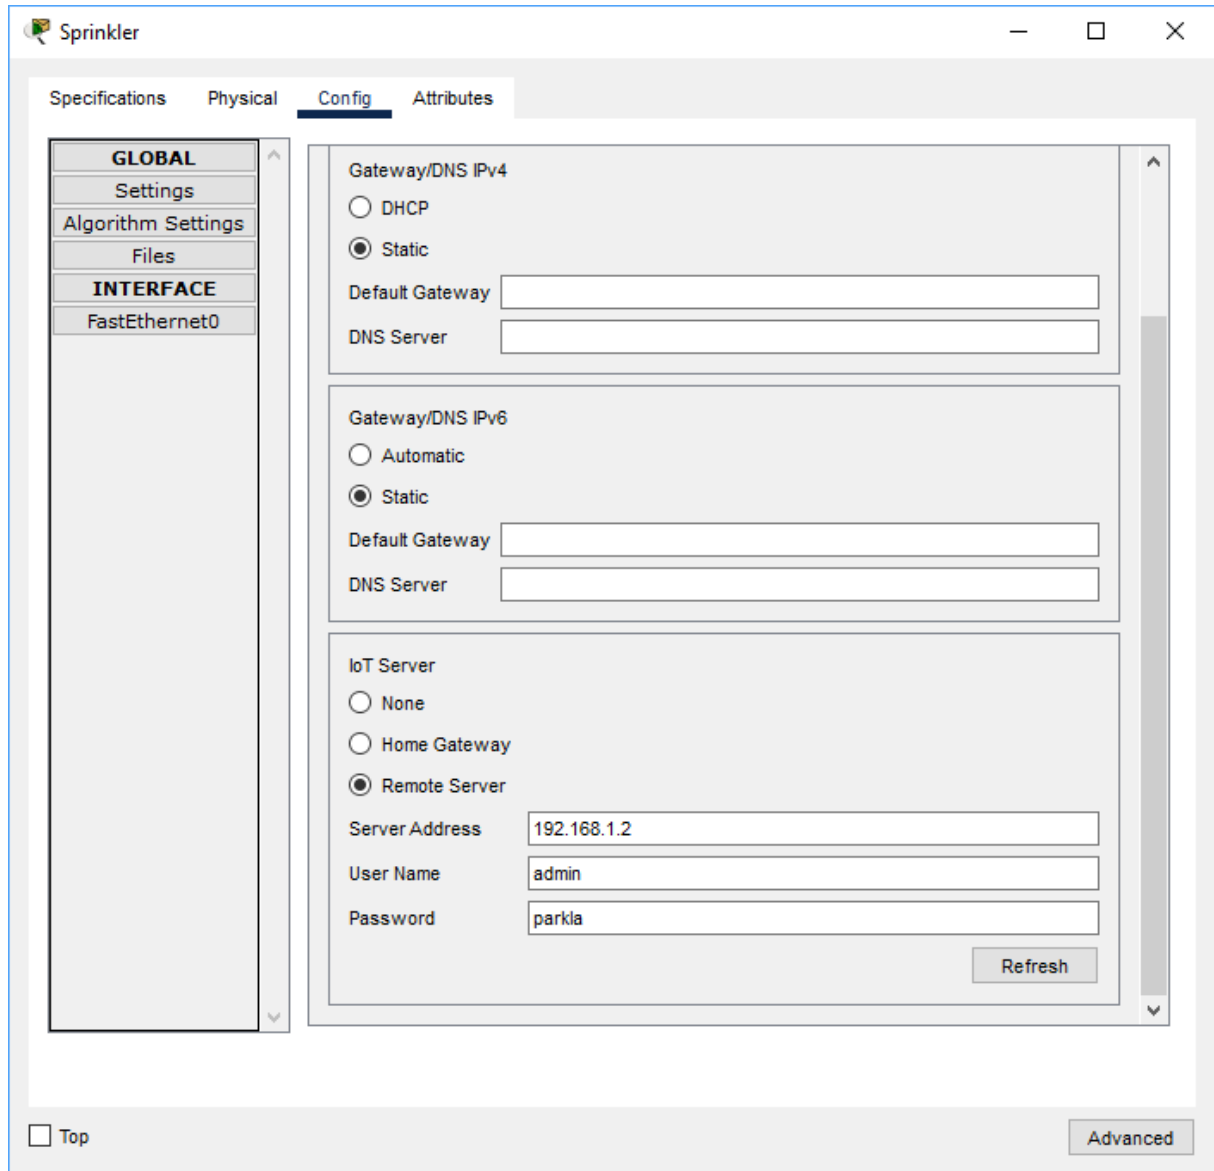 Sprinkler
Specifications Physical Config Attributes
GLOBAL
Settings
Algorithm Settings
Files
INTERFACE
FastEthernet0
Gateway/DNS IPv4
DHCP
Static
Default Gateway
DNS Server
Gateway/DNS IPv6
Automatic
Static
Default Gateway
DNS Server
IoT Server
None
Home Gateway
Remote Server
Server Address 192.168.1.2
User Name admin
Password parkla
Refresh
Top
Advanced